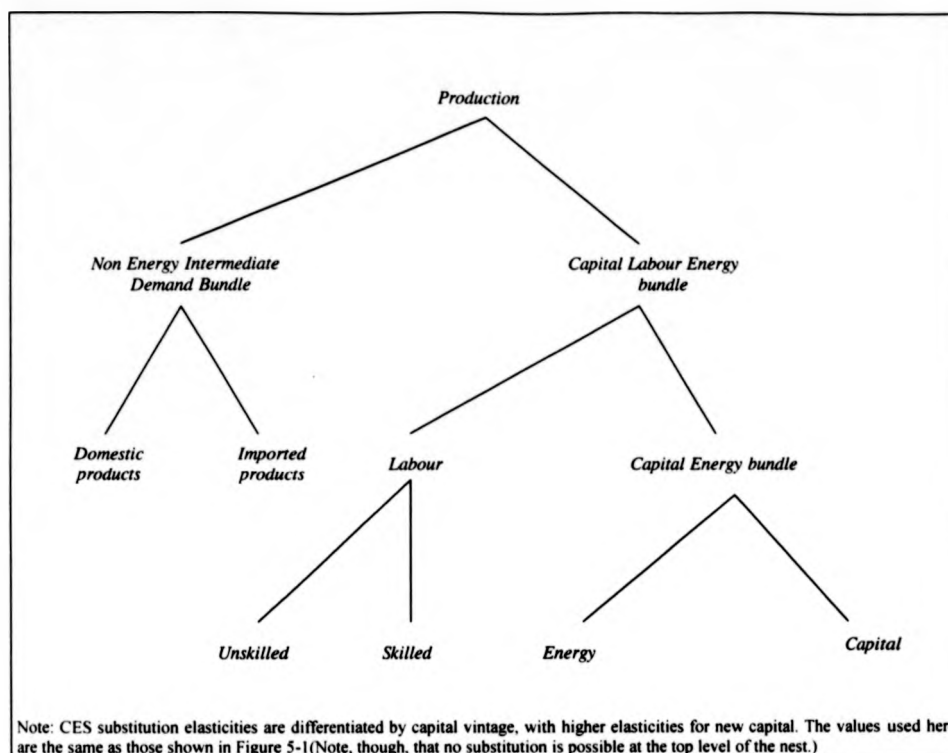 Production
Non Energy Intermediate
Demand Bundle
Capital Labour Energy
bundle
Domestic
products
Imported
products
Labour
Capital Energy bundle
Unskilled
Skilled
Energy
Capital
Note: CES substitution elasticities are differentiated by capital vintage, with higher elasticities for new capital. The values used her
are the same as those shown in Figure 5-1(Note, though, that no substitution is possible at the top level of the nest.)